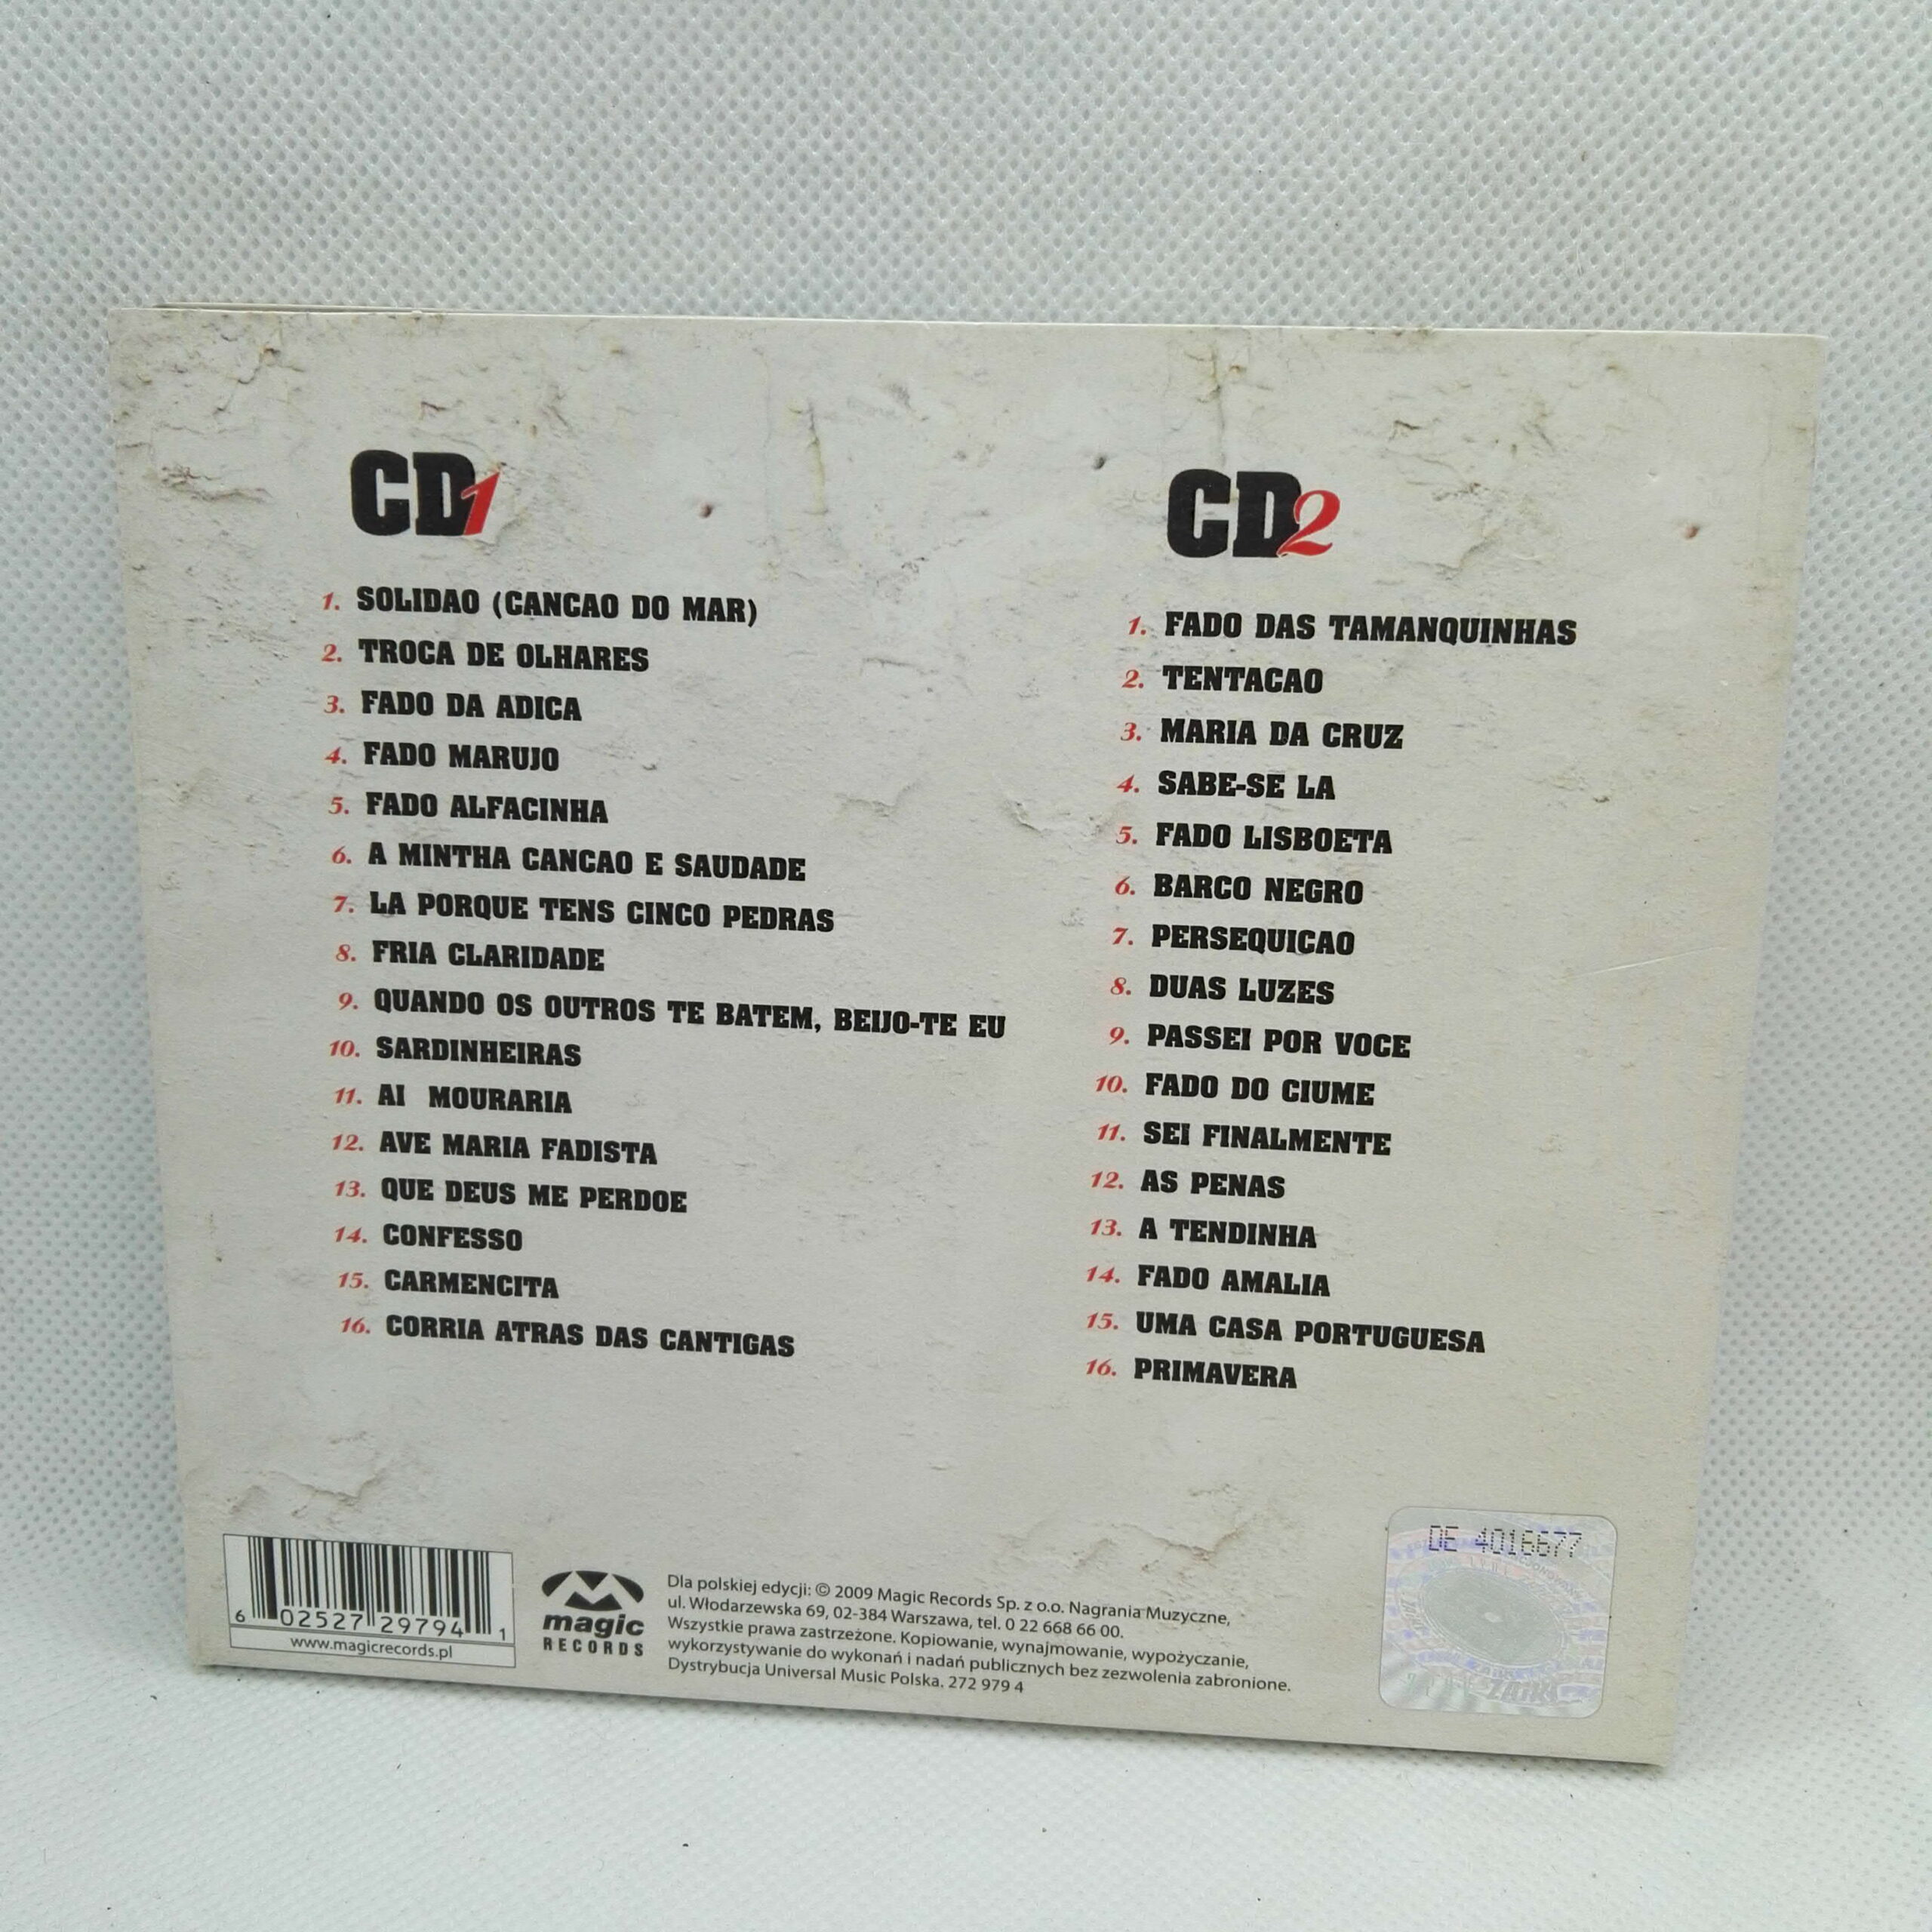 CD1
1. SOLIDAO (CANCAO DO MAR)
2. TROCA DE OLHARES
3. FADO DA ADICA
4. FADO MARUJO
5. FADO ALFACINHA
6. A MINTHA CANCAO E SAUDADE
7. LA PORQUE TENS CINCO PEDRAS
8. FRIA CLARIDADE
9. QUANDO OS OUTROS TE BATEM, BEIJO-TE EU
10. SARDINHEIRAS
11. AI MOURARIA
12. AVE MARIA FADISTA
13. QUE DEUS ME PERDOE
14. CONFESSO
15. CARMENCITA
16. CORRIA ATRAS DAS CANTIGAS
CD2
1. FADO DAS TAMANQUINHAS
2. TENTACAO
3. MARIA DA CRUZ
4. SABE-SE LA
5. FADO LISBOETA
6. BARCO NEGRO
7. PERSEQUICAO
8. DUAS LUZES
9. PASSEI POR VOCE
10. FADO DO CIUME
11. SEI FINALMENTE
12. AS PENAS
13. A TENDINHA
14. FADO AMALIA
15. UMA CASA PORTUGUESA
16. PRIMAVERA
6 02527 29794 1
www.magicrecords.pl
magic
RECORDS
Dla polskiej edycji: © 2009 Magic Records Sp. z o.o. Nagrania Muzyczne,
ul. Włodarzewska 69, 02-384 Warszawa, tel. 0 22 668 66 00.
Wszystkie prawa zastrzeżone. Kopiowanie, wynajmowanie, wypożyczanie,
wykorzystywanie do wykonań i nadań publicznych bez zezwolenia zabronione.
Dystrybucja Universal Music Polska. 272 979 4
DE 4016677
ZAiKS